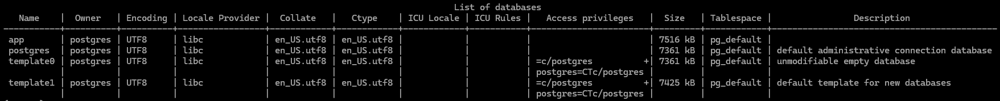 List of databases
Name | Owner | Encoding | Locale Provider | Collate | Ctype | ICU Locale | ICU Rules | Access privileges | Size | Tablespace | Description
-----------+----------+----------+-----------------+------------+------------+------------+-----------+-----------------------+---------+------------+--------------------------------------------
app | postgres | UTF8 | libc | en_US.utf8 | en_US.utf8 | | | | 7516 kB | pg_default |
postgres | postgres | UTF8 | libc | en_US.utf8 | en_US.utf8 | | | | 7361 kB | pg_default | default administrative connection database
template0 | postgres | UTF8 | libc | en_US.utf8 | en_US.utf8 | | | =c/postgres +| 7361 kB | pg_default | unmodifiable empty database
| | | | | | | | postgres=CTc/postgres | | |
template1 | postgres | UTF8 | libc | en_US.utf8 | en_US.utf8 | | | =c/postgres +| 7425 kB | pg_default | default template for new databases
| | | | | | | | postgres=CTc/postgres | | |